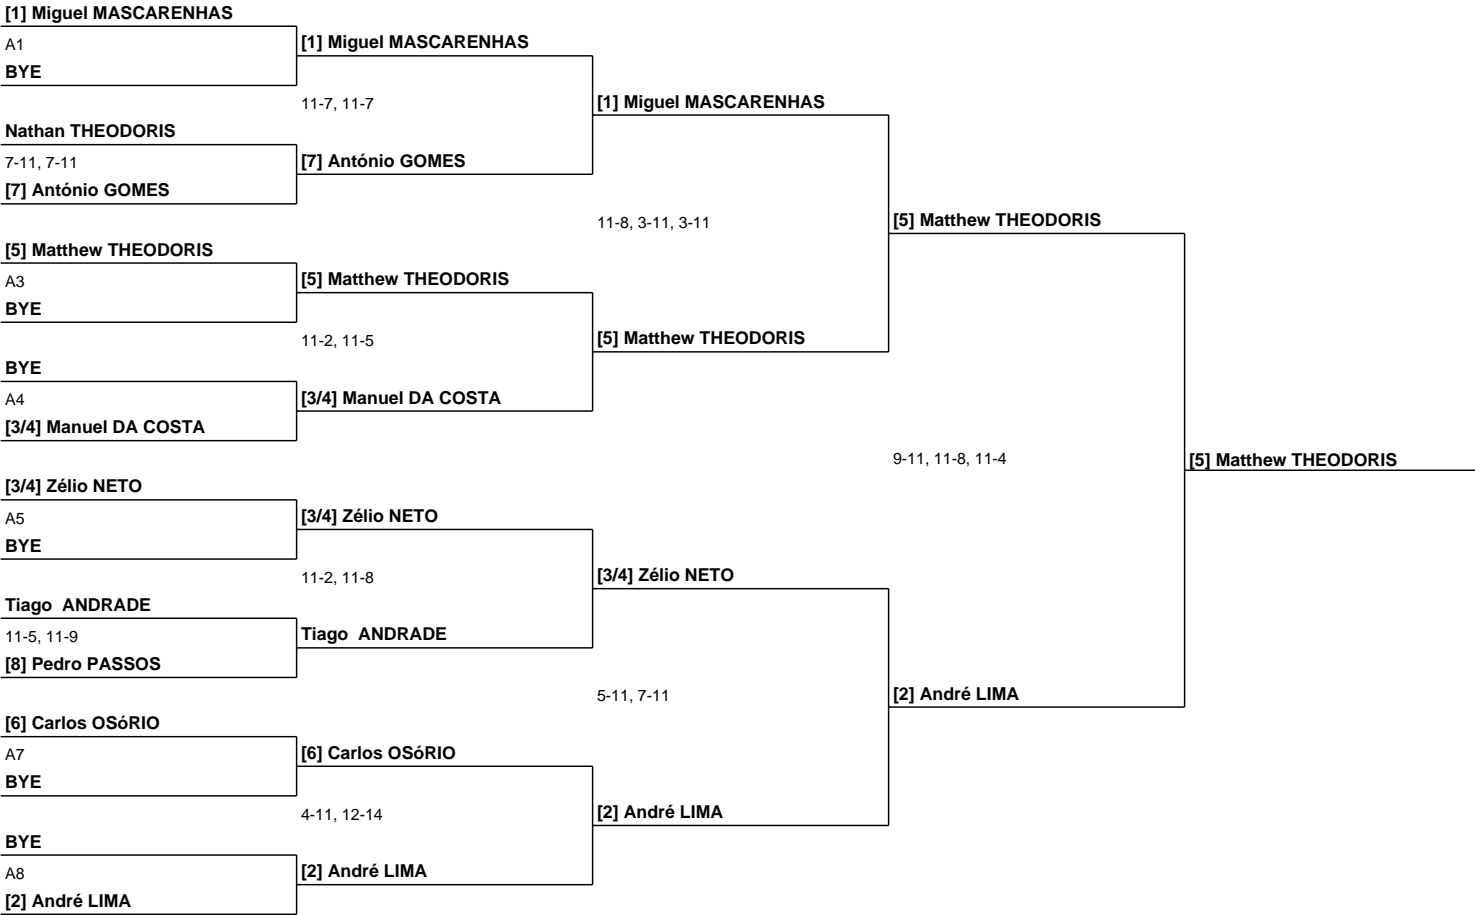 [1] Miguel MASCARENHAS
A1
BYE
Nathan THEODORIS
7-11, 7-11
[7] António GOMES
[5] Matthew THEODORIS
A3
BYE
BYE
A4
[3/4] Manuel DA COSTA
[3/4] Zélio NETO
A5
BYE
Tiago  ANDRADE
11-5, 11-9
[8] Pedro PASSOS
[6] Carlos OSóRIO
A7
BYE
BYE
A8
[2] André LIMA
[1] Miguel MASCARENHAS
11-7, 11-7
[7] António GOMES
[5] Matthew THEODORIS
11-2, 11-5
[3/4] Manuel DA COSTA
[3/4] Zélio NETO
11-2, 11-8
Tiago  ANDRADE
[6] Carlos OSóRIO
4-11, 12-14
[2] André LIMA
[1] Miguel MASCARENHAS
11-8, 3-11, 3-11
[5] Matthew THEODORIS
[3/4] Zélio NETO
5-11, 7-11
[2] André LIMA
[5] Matthew THEODORIS
9-11, 11-8, 11-4
[2] André LIMA
[5] Matthew THEODORIS